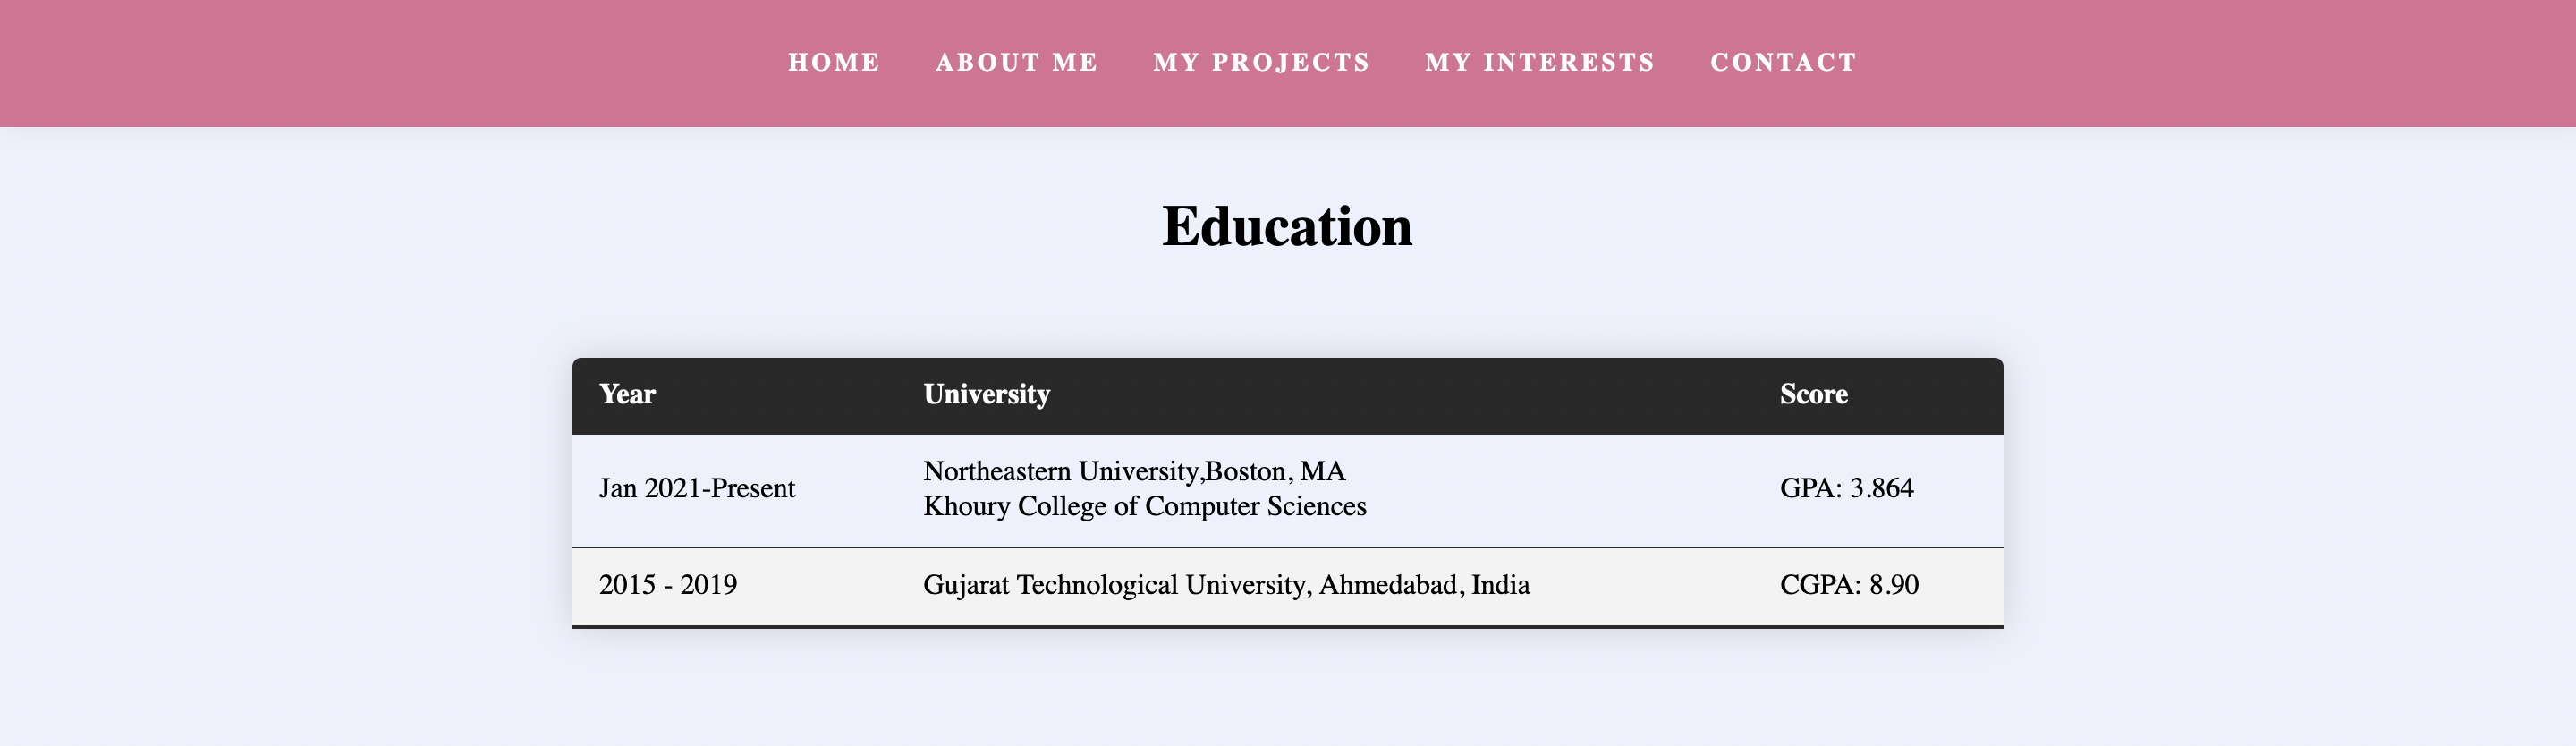 HOME ABOUT ME MY PROJECTS MY INTERESTS CONTACT
Education
Year University Score
Jan 2021-Present
Northeastern University,Boston, MA
Khoury College of Computer Sciences
GPA: 3.864
2015 - 2019 Gujarat Technological University, Ahmedabad, India CGPA: 8.90